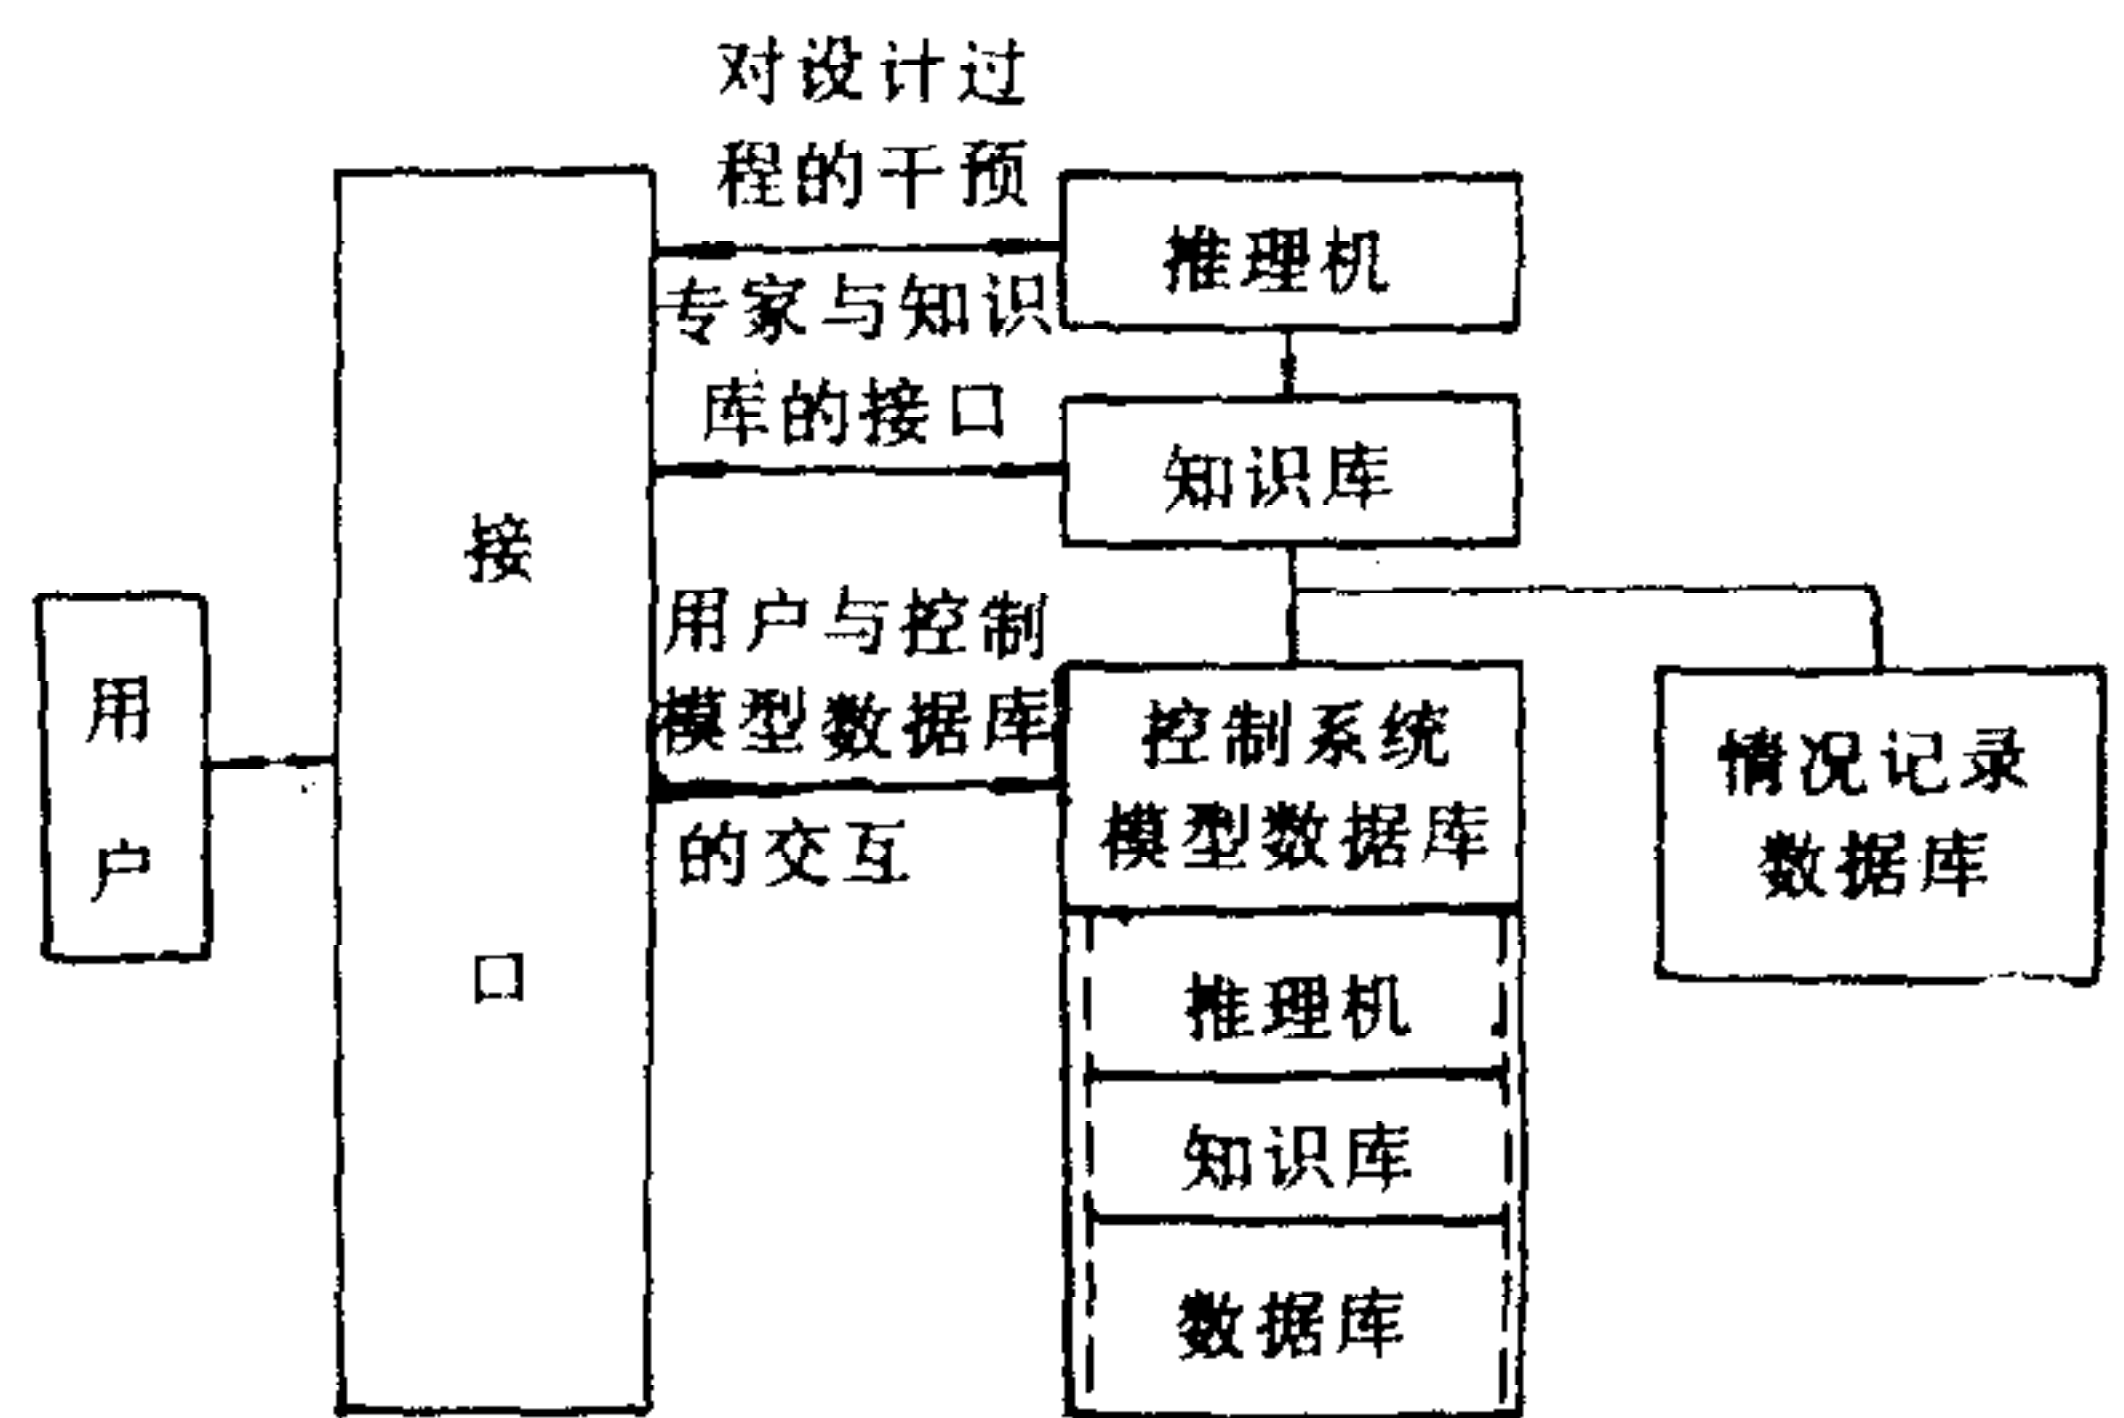 用
户
接
口
对设计过
程的干预
专家与知识
库的接口
用户与控制
模型数据库
的交互
推理机
知识库
控制系统
模型数据库
推理机
知识库
数据库
情况记录
数据库